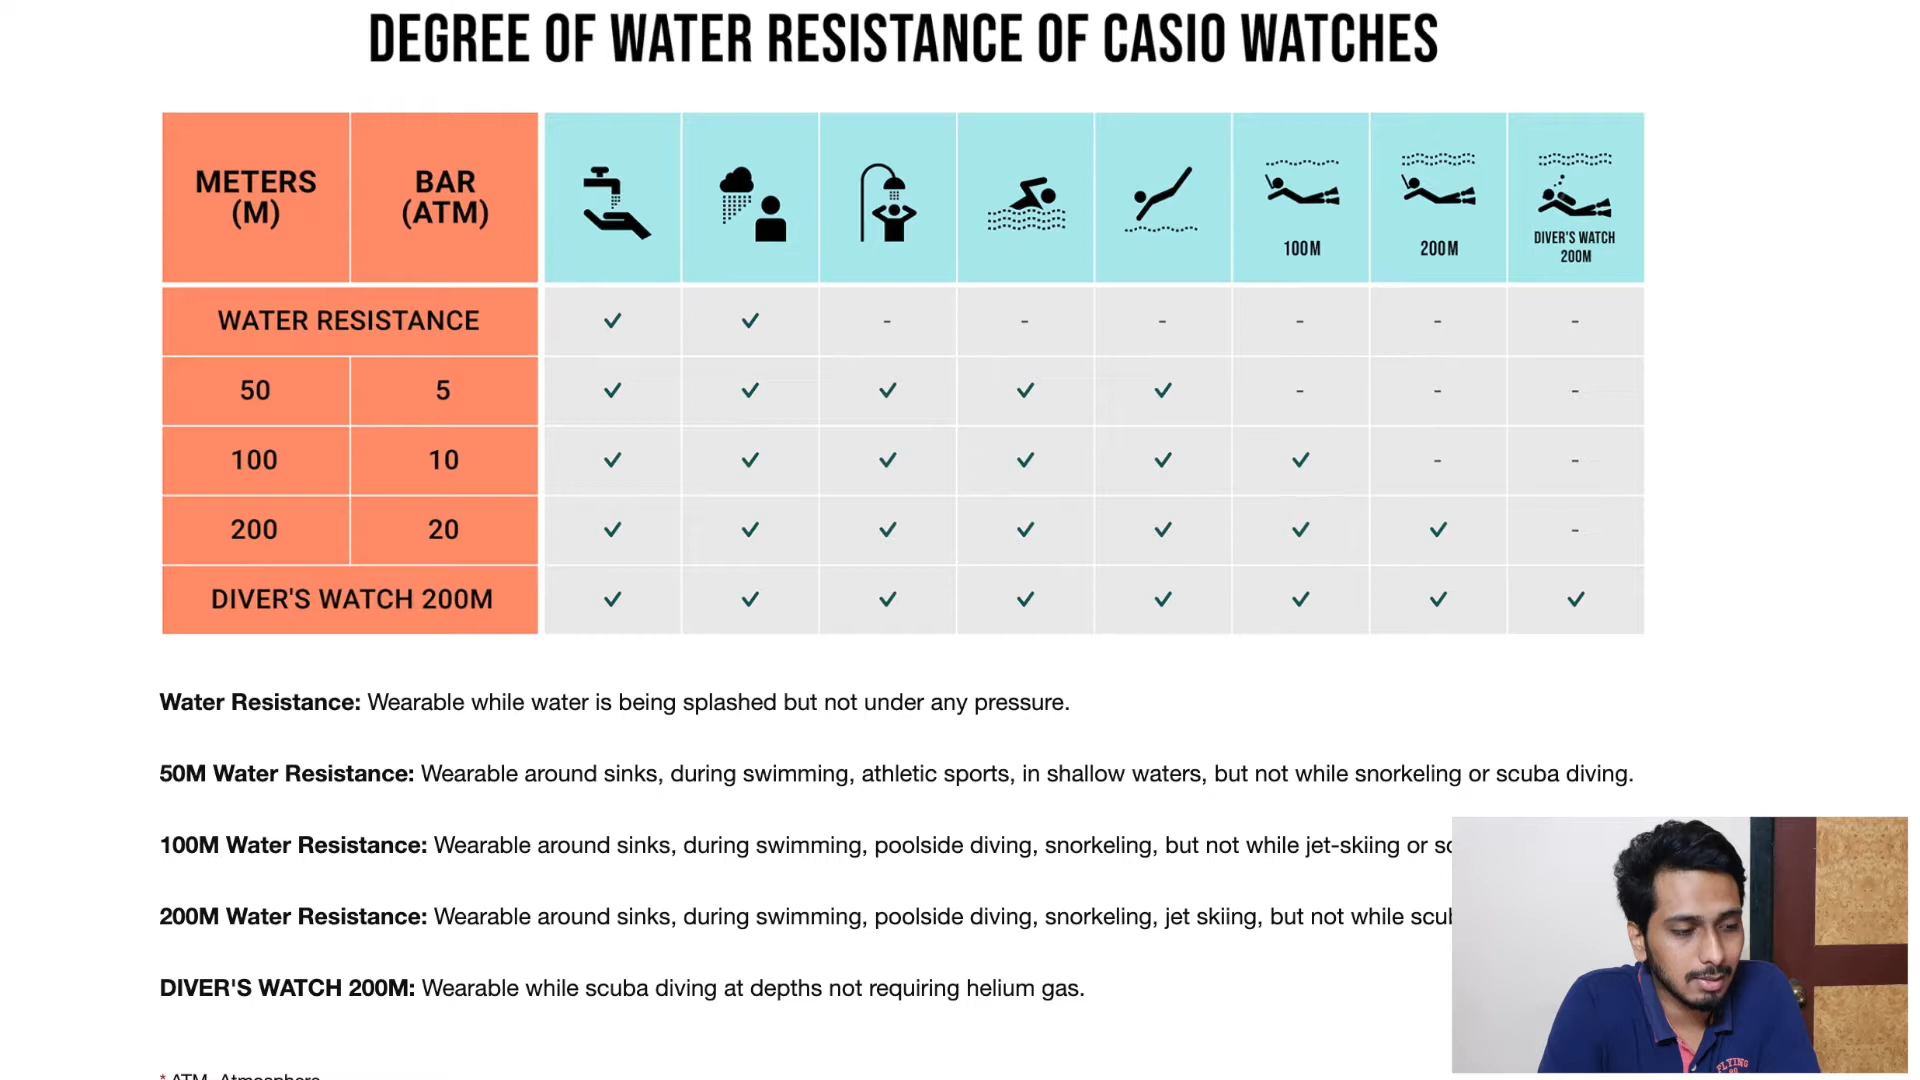 DEGREE OF WATER RESISTANCE OF CASIO WATCHES
METERS (M)
BAR (ATM)
100M
200M
DIVER'S WATCH 200M
WATER RESISTANCE
50 5
100 10
200 20
DIVER'S WATCH 200M
Water Resistance: Wearable while water is being splashed but not under any pressure.
50M Water Resistance: Wearable around sinks, during swimming, athletic sports, in shallow waters, but not while snorkeling or scuba diving.
100M Water Resistance: Wearable around sinks, during swimming, poolside diving, snorkeling, but not while jet-skiing or
200M Water Resistance: Wearable around sinks, during swimming, poolside diving, snorkeling, jet skiing, but not while
DIVER'S WATCH 200M: Wearable while scuba diving at depths not requiring helium gas.
* ATM- Atmosphere
FLYING